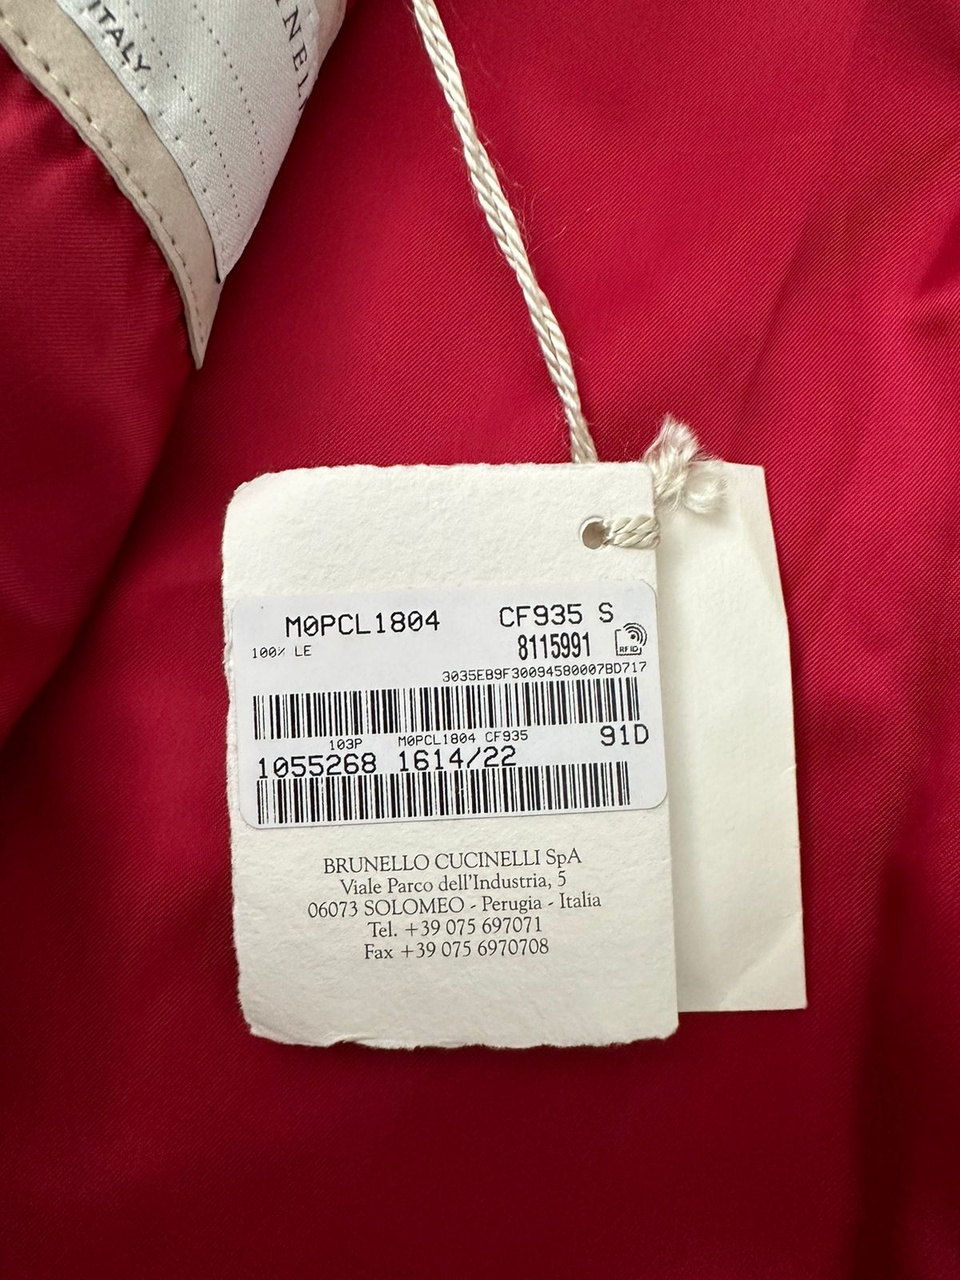 ITALY
M0PCL1804 CF935 S
100% LE 8115991
RFID
3035EB9F30094580007BD717
103P M0PCL1804 CF935 91D
1055268 1614/22
BRUNELLO CUCINELLI SpA
Viale Parco dell'Industria, 5
06073 SOLOMEO - Perugia - Italia
Tel. +39 075 697071
Fax +39 075 6970708